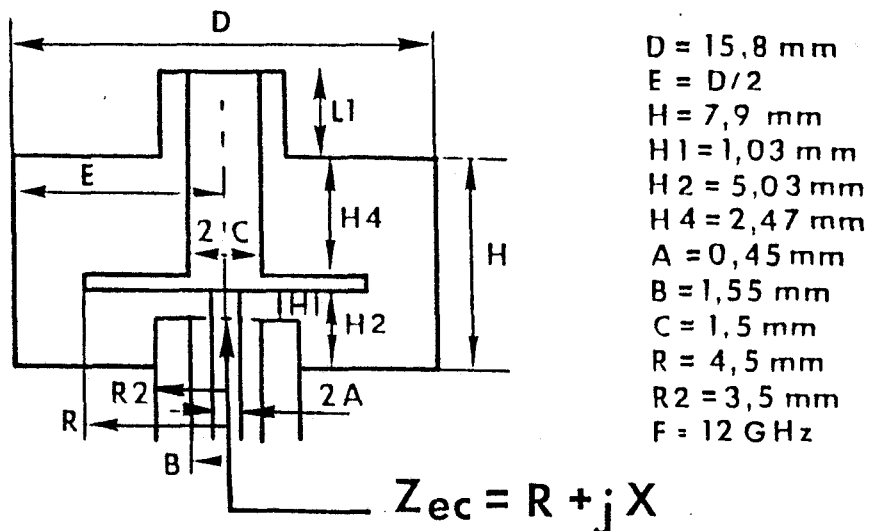 D
L1
E
H4
2 C
H
H1
H2
R2
2A
R
B
Zec = R + j X
D = 15,8 mm
E = D/2
H = 7,9 mm
H1 = 1,03 mm
H2 = 5,03 mm
H4 = 2,47 mm
A = 0,45 mm
B = 1,55 mm
C = 1,5 mm
R = 4,5 mm
R2 = 3,5 mm
F = 12 GHz